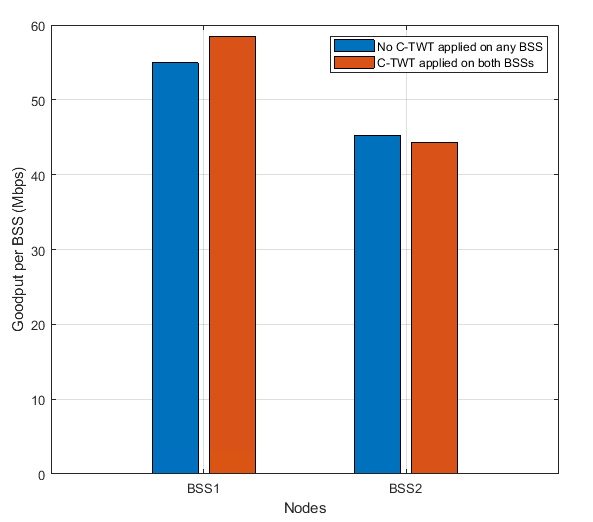 60
50
40
30
20
10
0
Goodput per BSS (Mbps)
No C-TWT applied on any BSS
C-TWT applied on both BSSs
BSS1
BSS2
Nodes